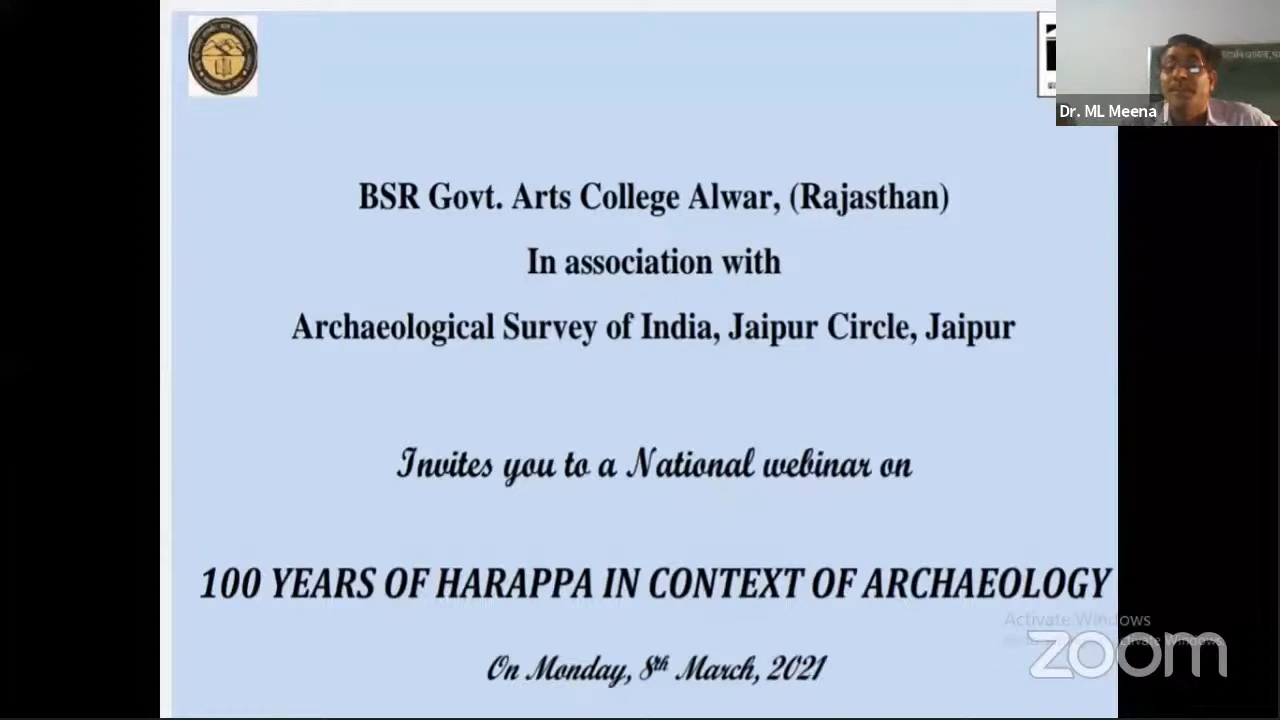 Dr. ML Meena
BSR Govt. Arts College Alwar, (Rajasthan)
In association with
Archaeological Survey of India, Jaipur Circle, Jaipur
Invites you to a National webinar on
100 YEARS OF HARAPPA IN CONTEXT OF ARCHAEOLOGY
On Monday, 8th March, 2021
Activate Windows
zoom